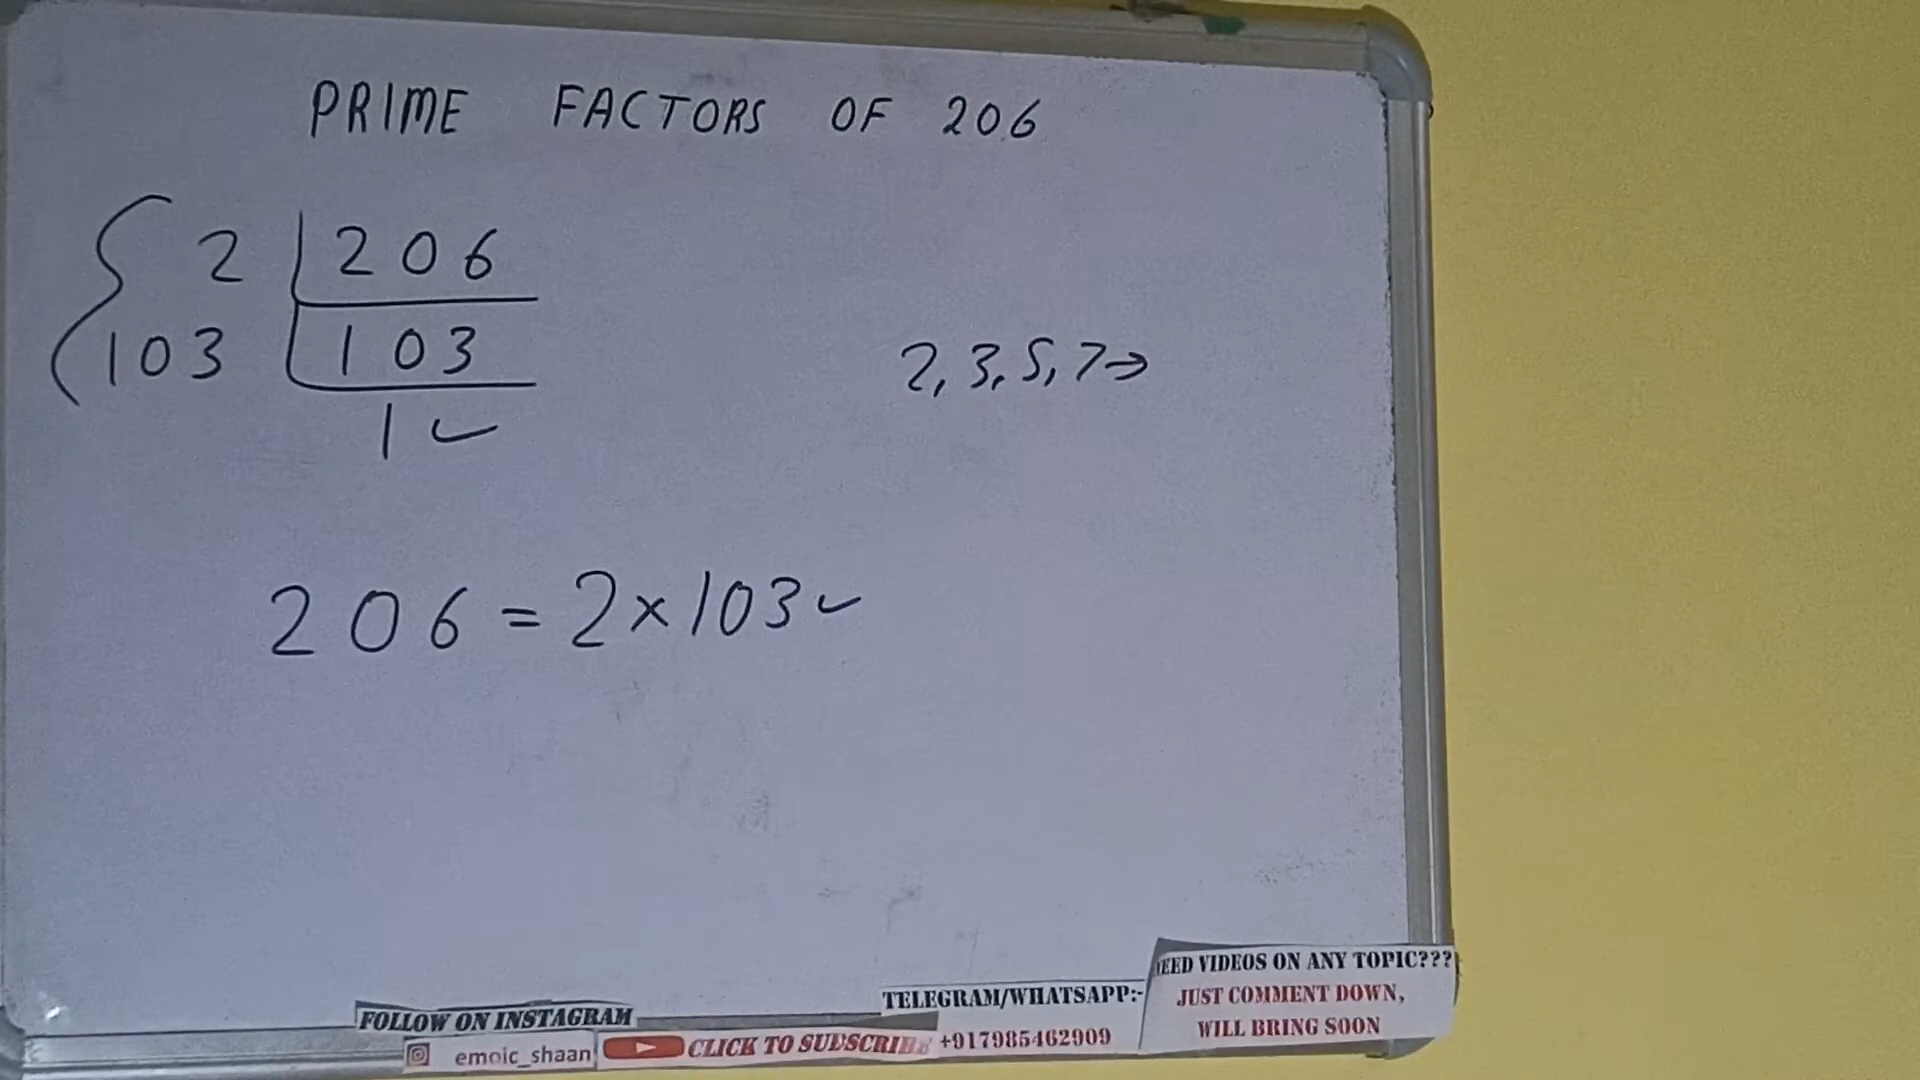 PRIME FACTORS OF 206
2 206
103 103
1
2, 3, 5, 7→
206 = 2×103
NEED VIDEOS ON ANY TOPIC???
JUST COMMENT DOWN,
WILL BRING SOON
TELEGRAM/WHATSAPP:-
+917985462909
FOLLOW ON INSTAGRAM
emoic_shaan
CLICK TO SUBSCRIBE